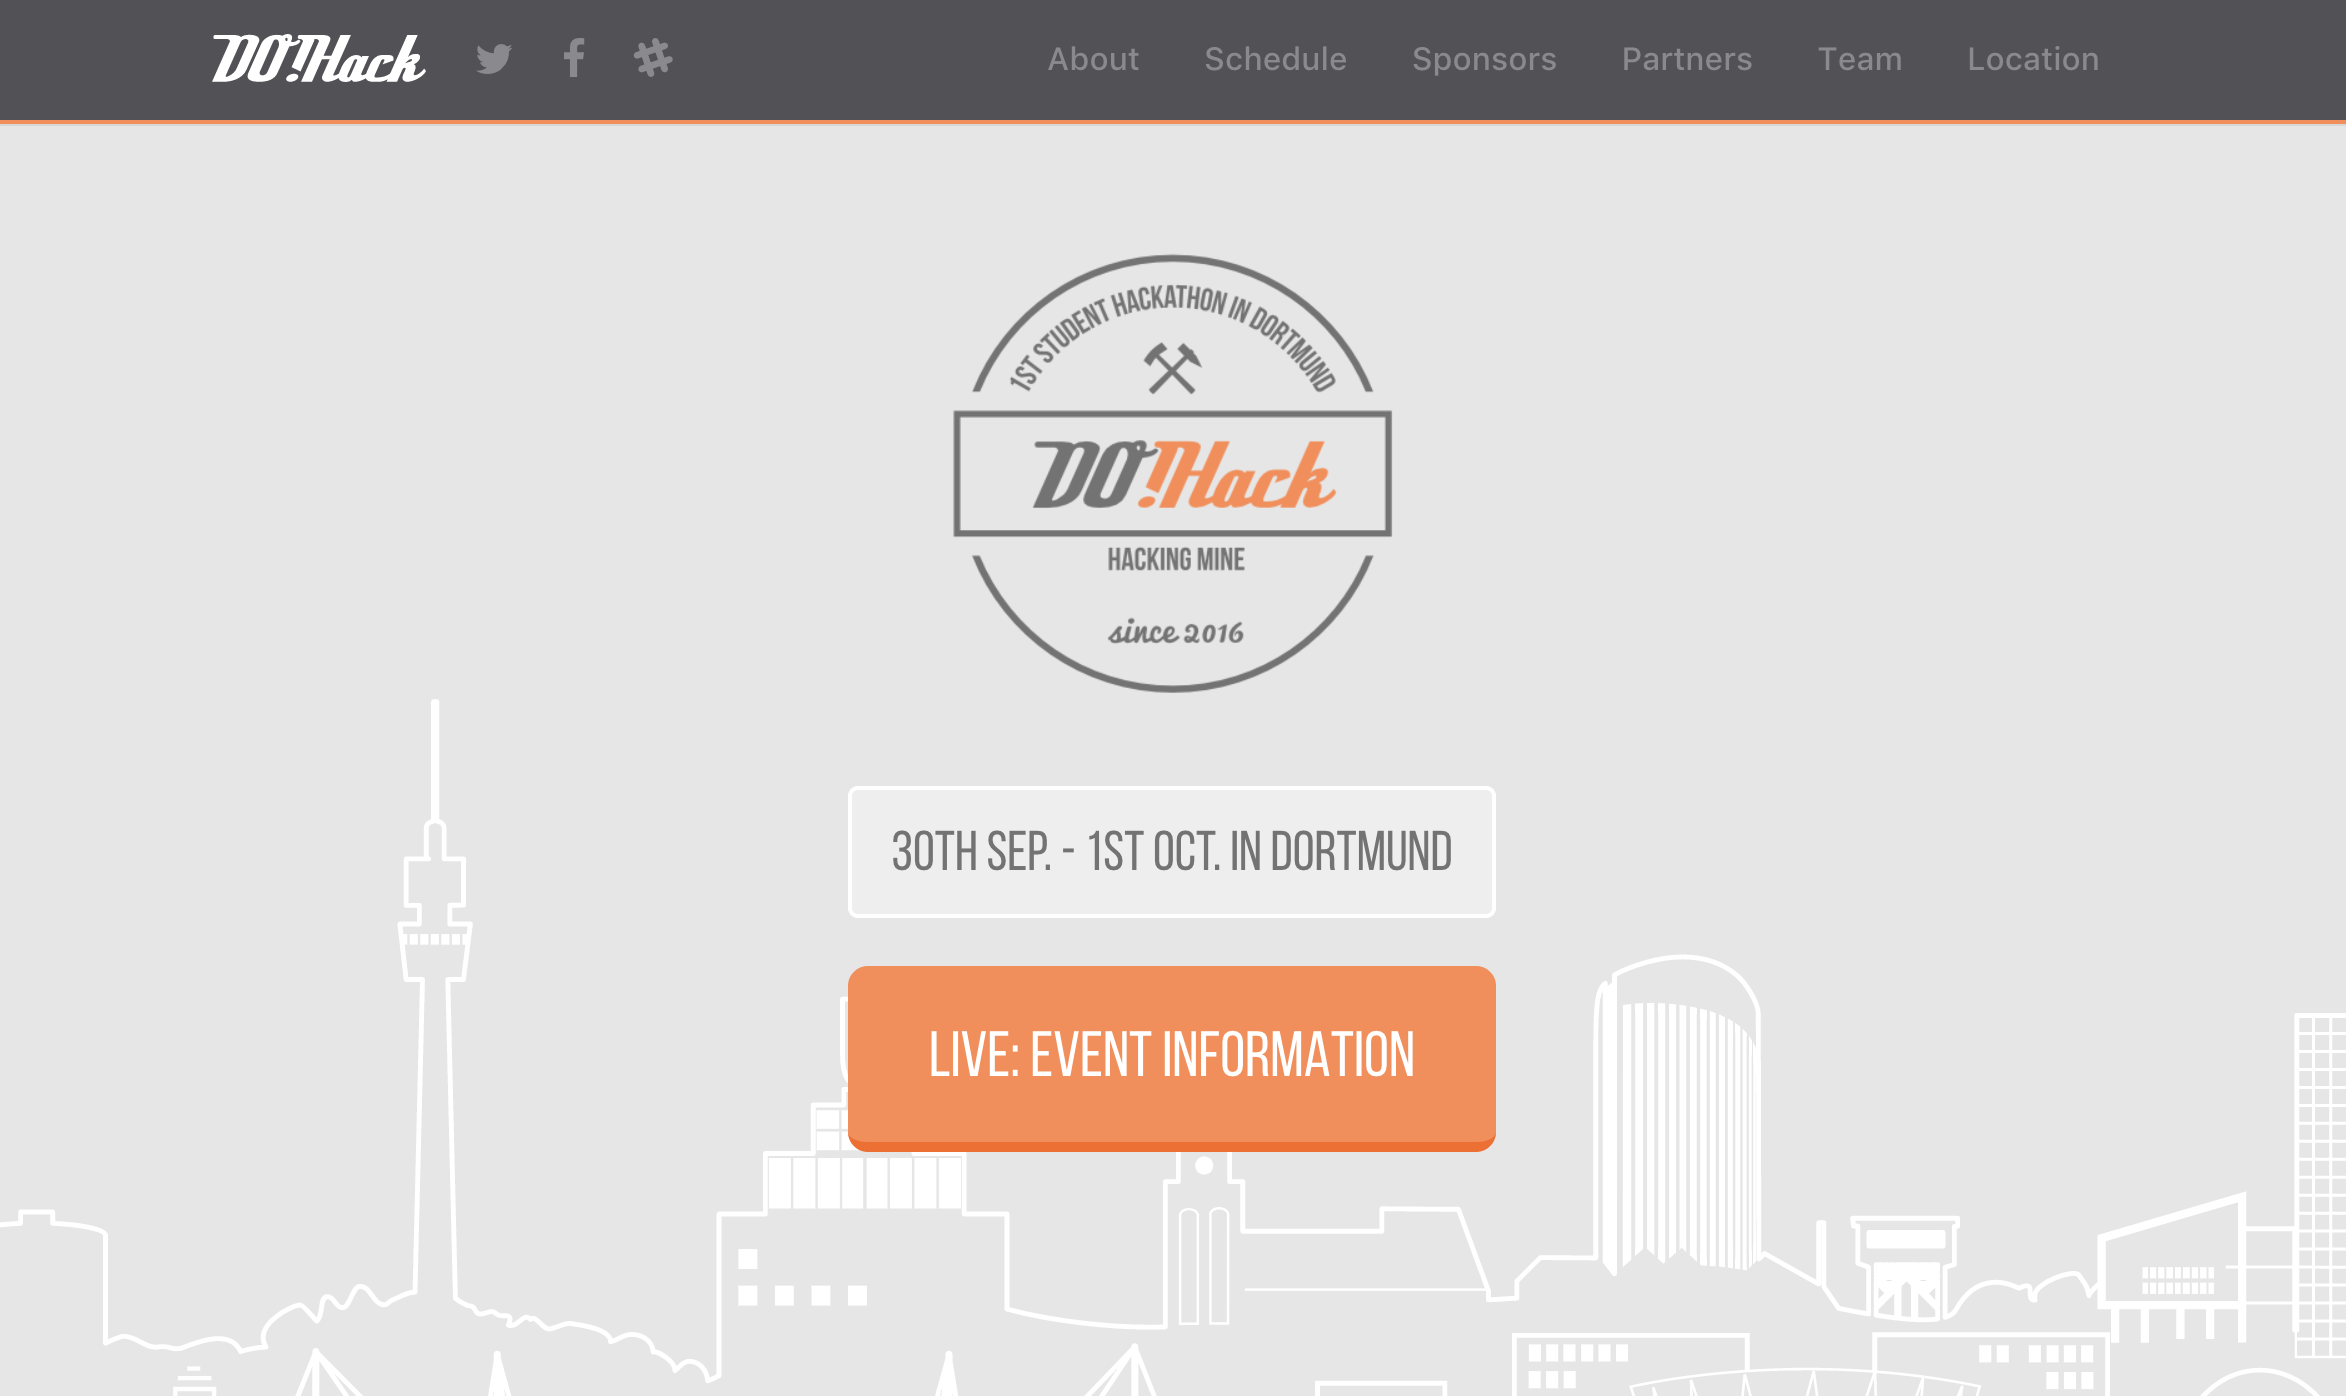 DO!Hack
About Schedule Sponsors Partners Team Location
1ST STUDENT HACKATHON IN DORTMUND
DO!Hack
HACKING MINE
since 2016
30TH SEP. - 1ST OCT. IN DORTMUND
LIVE: EVENT INFORMATION